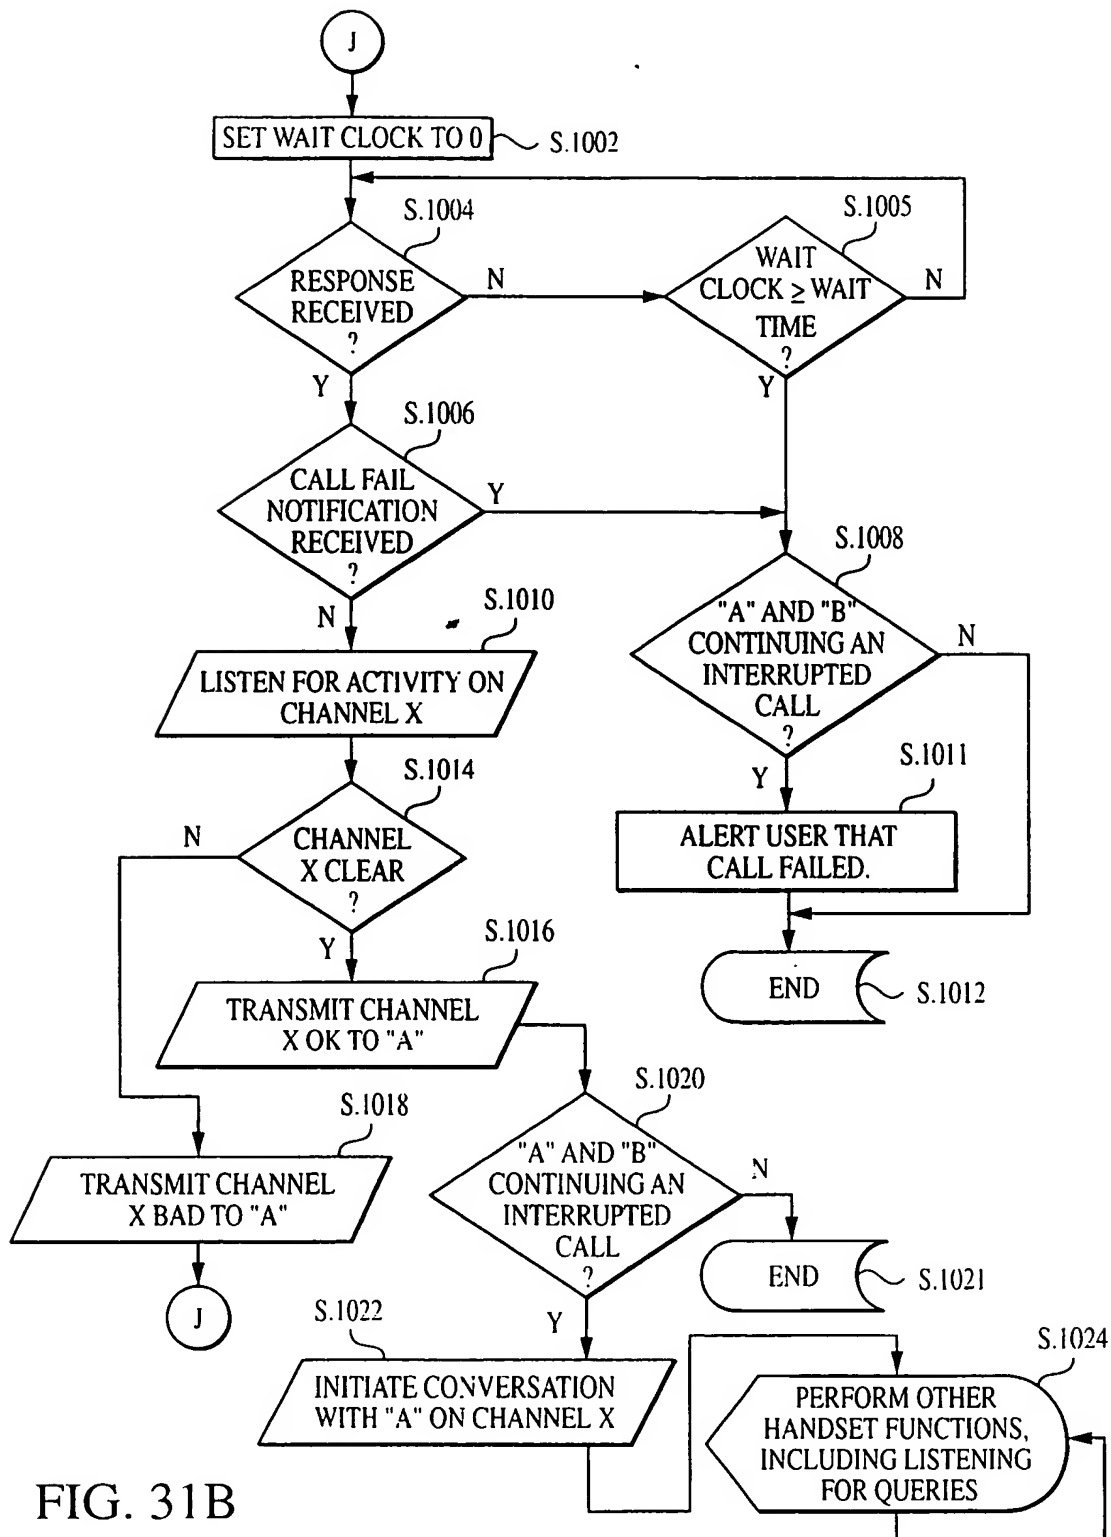 J
SET WAIT CLOCK TO 0
S.1002
S.1004
RESPONSE
RECEIVED
?
N
Y
S.1005
WAIT
CLOCK ≥ WAIT
TIME
?
N
Y
S.1006
CALL FAIL
NOTIFICATION
RECEIVED
?
Y
N
S.1008
"A" AND "B"
CONTINUING AN
INTERRUPTED
CALL
?
N
Y
S.1010
LISTEN FOR ACTIVITY ON
CHANNEL X
S.1011
ALERT USER THAT
CALL FAILED.
S.1014
CHANNEL
X CLEAR
?
N
Y
END
S.1012
S.1016
TRANSMIT CHANNEL
X OK TO "A"
S.1018
TRANSMIT CHANNEL
X BAD TO "A"
J
S.1020
"A" AND "B"
CONTINUING AN
INTERRUPTED
CALL
?
N
Y
END
S.1021
S.1022
INITIATE CONVERSATION
WITH "A" ON CHANNEL X
S.1024
PERFORM OTHER
HANDSET FUNCTIONS,
INCLUDING LISTENING
FOR QUERIES
FIG. 31B